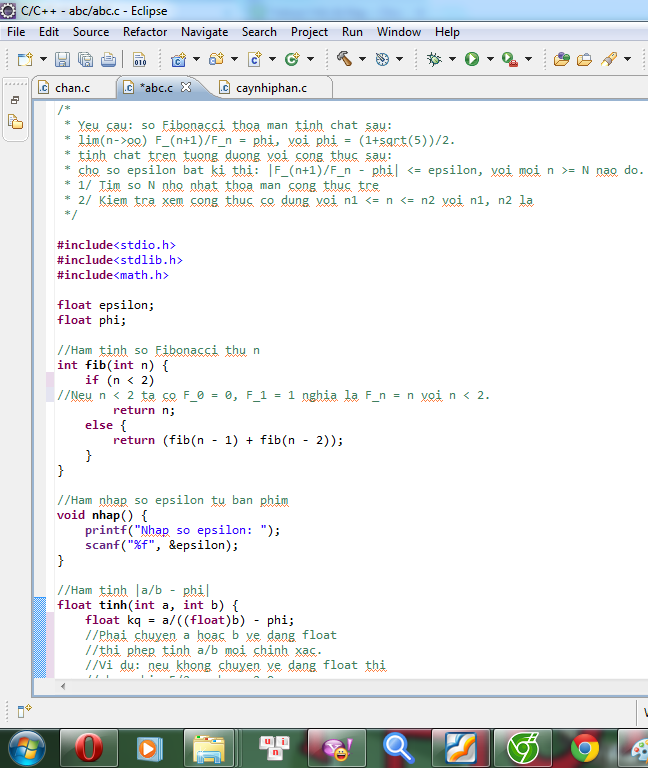 C/C++ - abc/abc.c - Eclipse
File Edit Source Refactor Navigate Search Project Run Window Help
chan.c *abc.c caynhiphan.c
/*
* Yeu cau: so Fibonacci thoa man tinh chat sau:
* lim(n->oo) F_(n+1)/F_n = phi, voi phi = (1+sqrt(5))/2.
* tinh chat tren tuong duong voi cong thuc sau:
* cho so epsilon bat ki thi: |F_(n+1)/F_n - phi| <= epsilon, voi moi n >= N nao do.
* 1/ Tim so N nho nhat thoa man cong thuc tre
* 2/ Kiem tra xem cong thuc co dung voi n1 <= n <= n2 voi n1, n2 la
*/
#include<stdio.h>
#include<stdlib.h>
#include<math.h>
float epsilon;
float phi;
//Ham tinh so Fibonacci thu n
int fib(int n) {
if (n < 2)
//Neu n < 2 ta co F_0 = 0, F_1 = 1 nghia la F_n = n voi n < 2.
return n;
else {
return (fib(n - 1) + fib(n - 2));
}
}
//Ham nhap so epsilon tu ban phim
void nhap() {
printf("Nhap so epsilon: ");
scanf("%f", &epsilon);
}
//Ham tinh |a/b - phi|
float tinh(int a, int b) {
float kq = a/((float)b) - phi;
//Phai chuyen a hoac b ve dang float
//thi phep tinh a/b moi chinh xac.
//Vi du: neu khong chuyen ve dang float thi